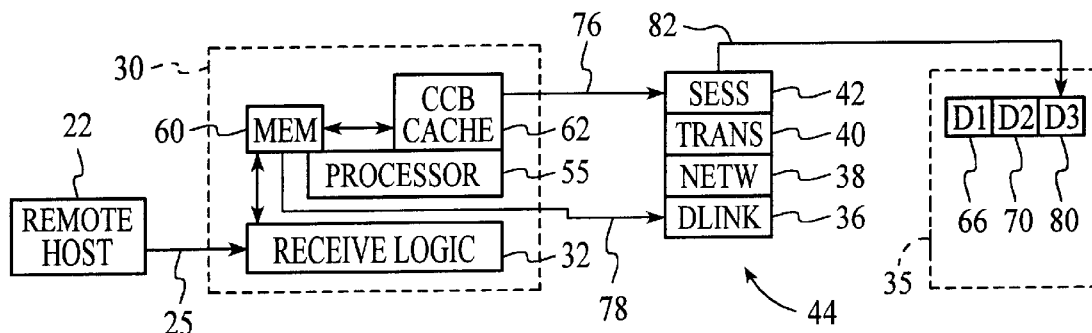 82
76
30
22
60
MEM
CCB
CACHE
62
PROCESSOR
55
REMOTE
HOST
25
RECEIVE LOGIC
32
78
SESS
42
TRANS
40
NETW
38
DLINK
36
44
D1
D2
D3
66
70
80
35